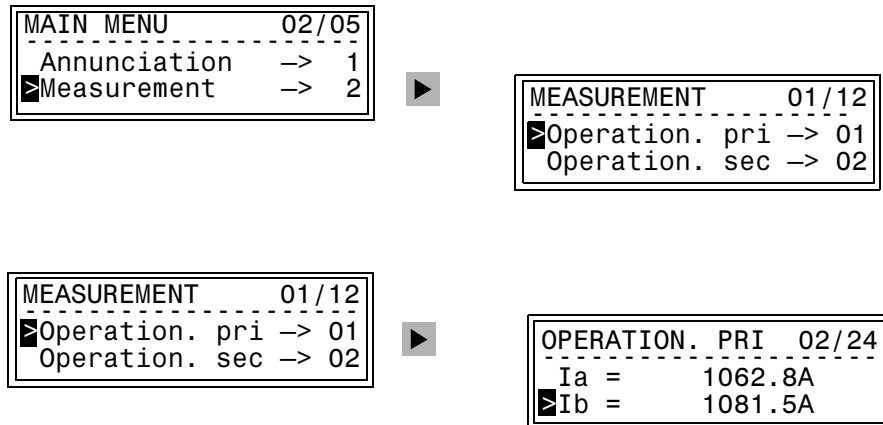 MAIN MENU 02/05
Annunciation —> 1
>Measurement —> 2
MEASUREMENT 01/12
>Operation. pri —> 01
Operation. sec —> 02
MEASUREMENT 01/12
>Operation. pri —> 01
Operation. sec —> 02
OPERATION. PRI 02/24
Ia = 1062.8A
>Ib = 1081.5A